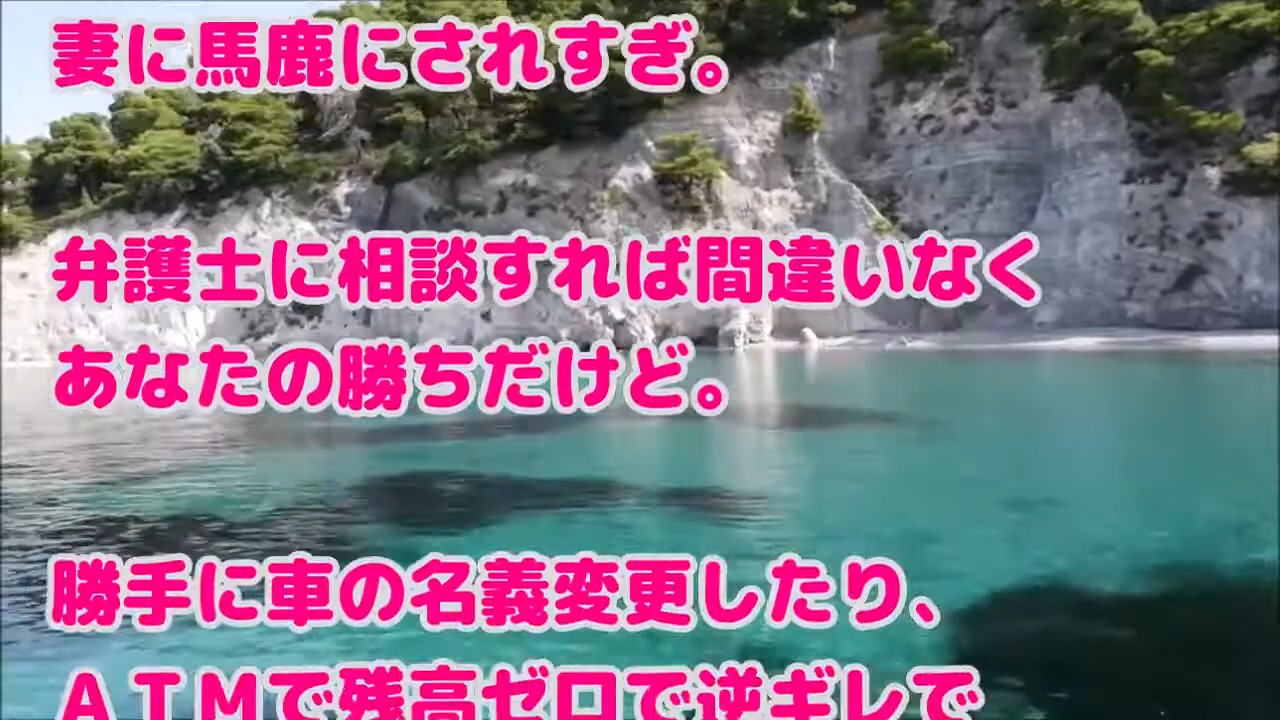 妻に馬鹿にされすぎ。
弁護士に相談すれば間違いなく
あなたの勝ちだけど。
勝手に車の名義変更したり、
ＡＴＭで残高ゼロで逆ギレで